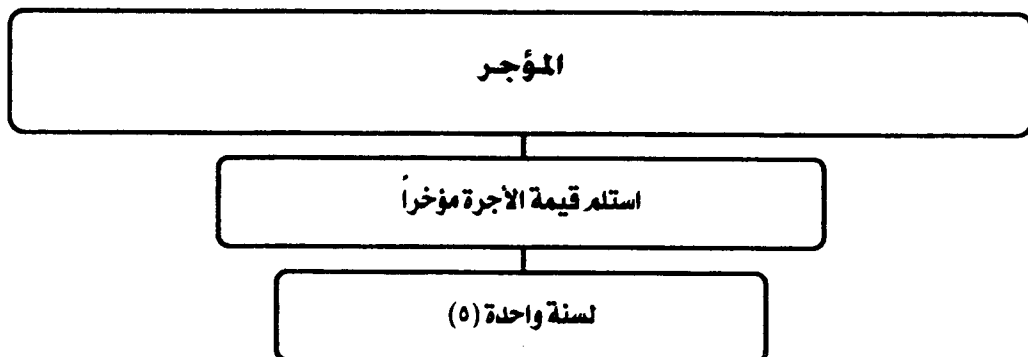 المؤجر
استلم قيمة الأجرة مؤخراً
لسنة واحدة (٥)